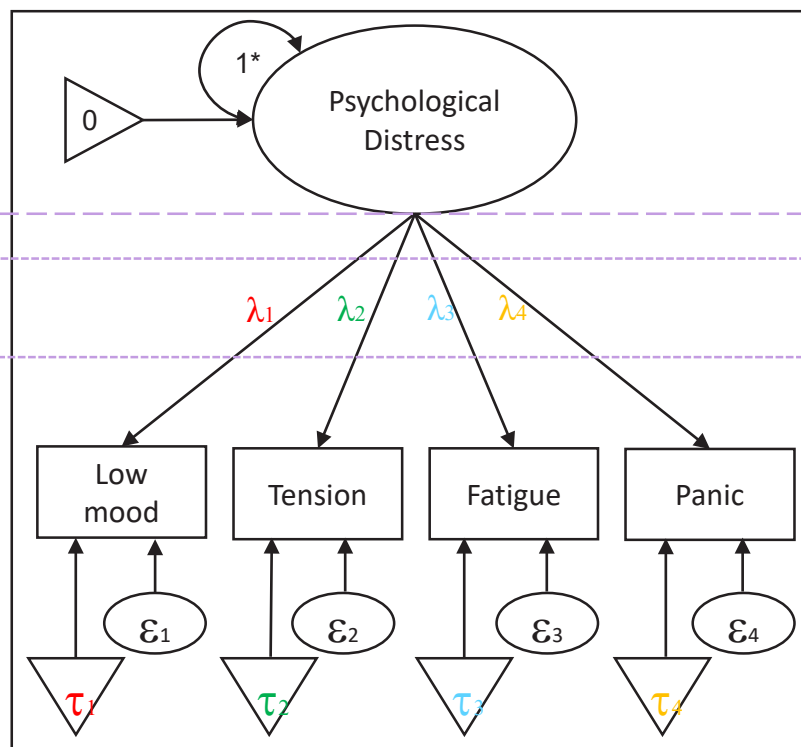 1*
0
Psychological
Distress
λ1 λ2 λ3 λ4
Low
mood
Tension
Fatigue
Panic
ε1 ε2 ε3 ε4
τ1 τ2 τ3 τ4